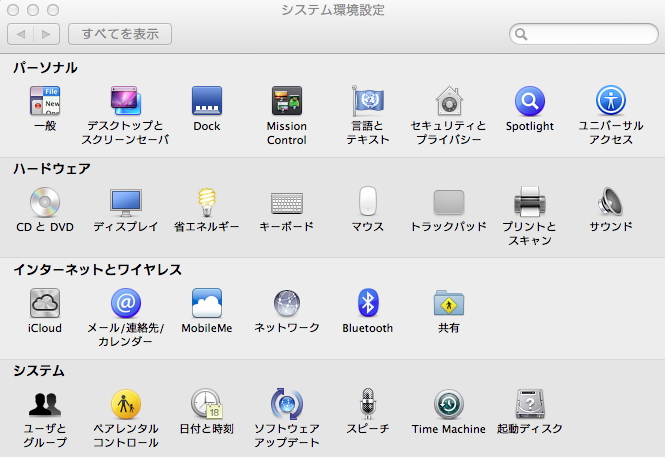 システム環境設定
すべてを表示
パーソナル
File
New
一般
デスクトップと
スクリーンセーバ
Dock
Mission
Control
言語と
テキスト
セキュリティと
プライバシー
Spotlight
ユニバーサル
アクセス
ハードウェア
CD と DVD
ディスプレイ
省エネルギー
キーボード
マウス
トラックパッド
プリントと
スキャン
サウンド
インターネットとワイヤレス
iCloud
@
メール/連絡先/
カレンダー
MobileMe
ネットワーク
Bluetooth
共有
システム
ユーザと
グループ
ペアレンタル
コントロール
18
日付と時刻
ソフトウェア
アップデート
スピーチ
Time Machine
起動ディスク